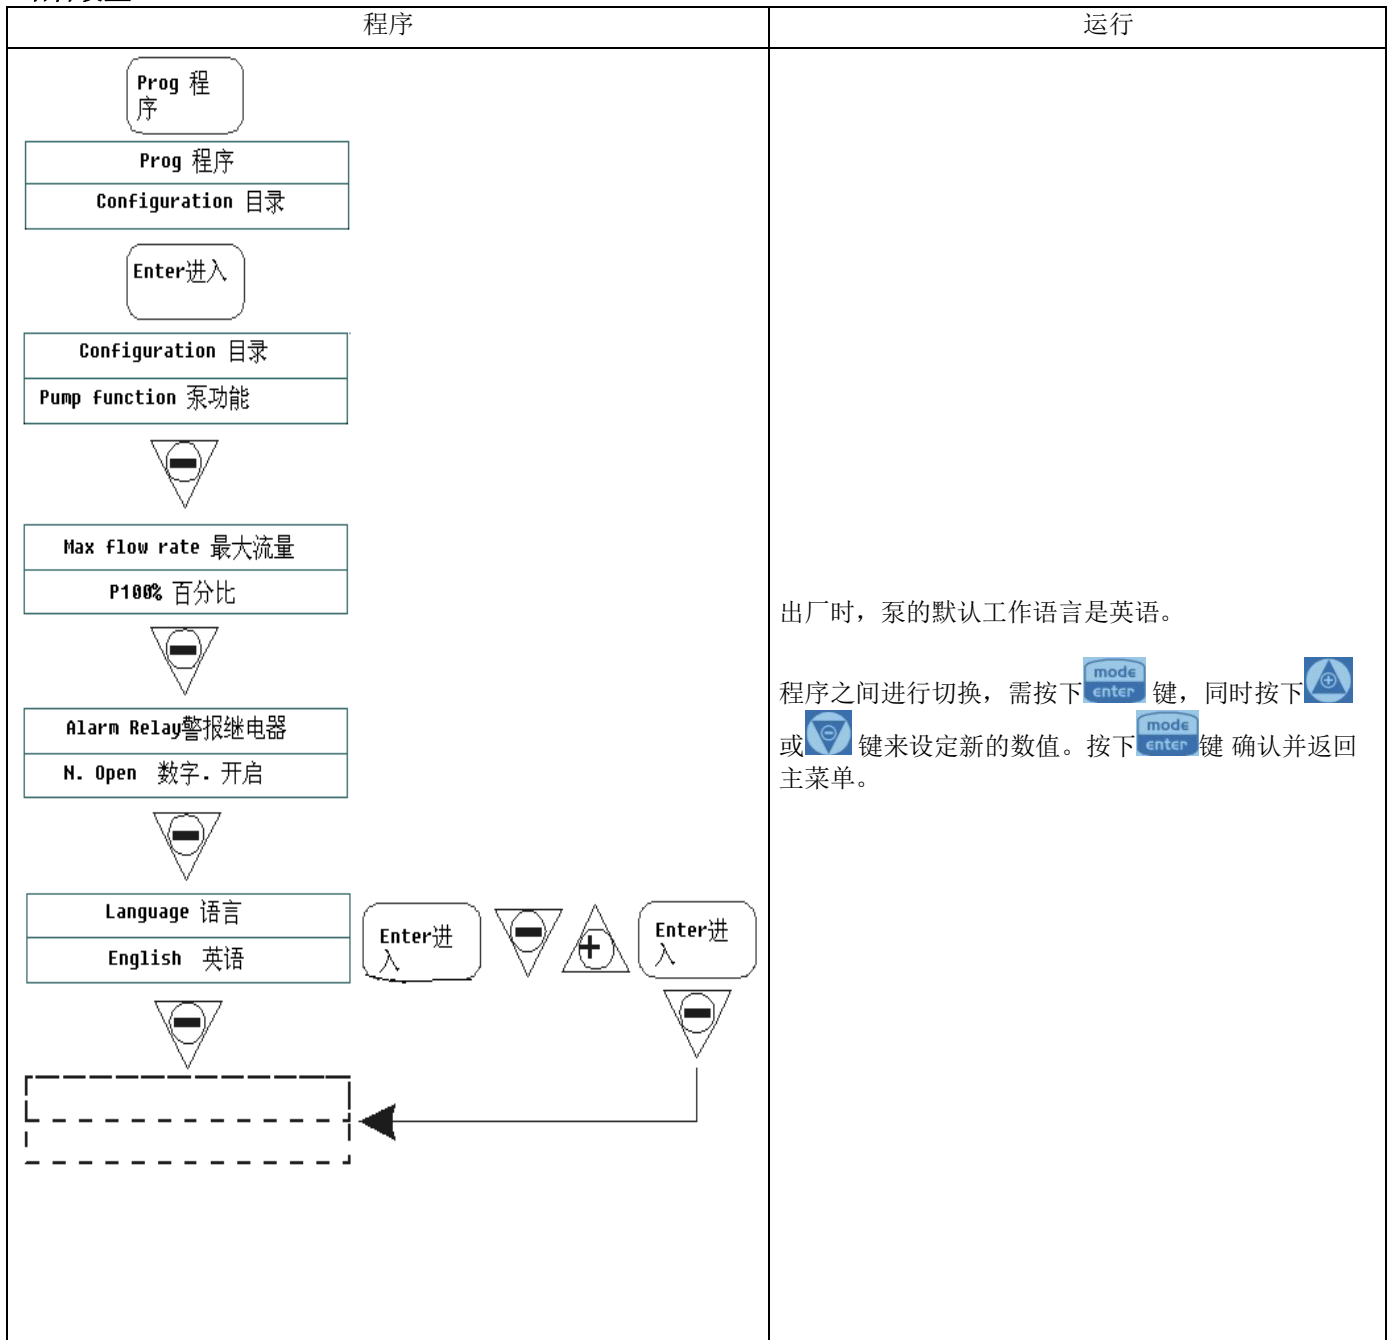 程序
运行
Prog 程
序
Prog 程序
Configuration 目录
Enter进入
Configuration 目录
Pump function 泵功能
Max flow rate 最大流量
P100% 百分比
Alarm Relay警报继电器
N. Open 数字. 开启
Language 语言
English 英语
Enter进
入
Enter进
入
出厂时，泵的默认工作语言是英语。
程序之间进行切换，需按下 mode enter 键，同时按下
或 键来设定新的数值。按下 mode enter 键 确认并返回
主菜单。